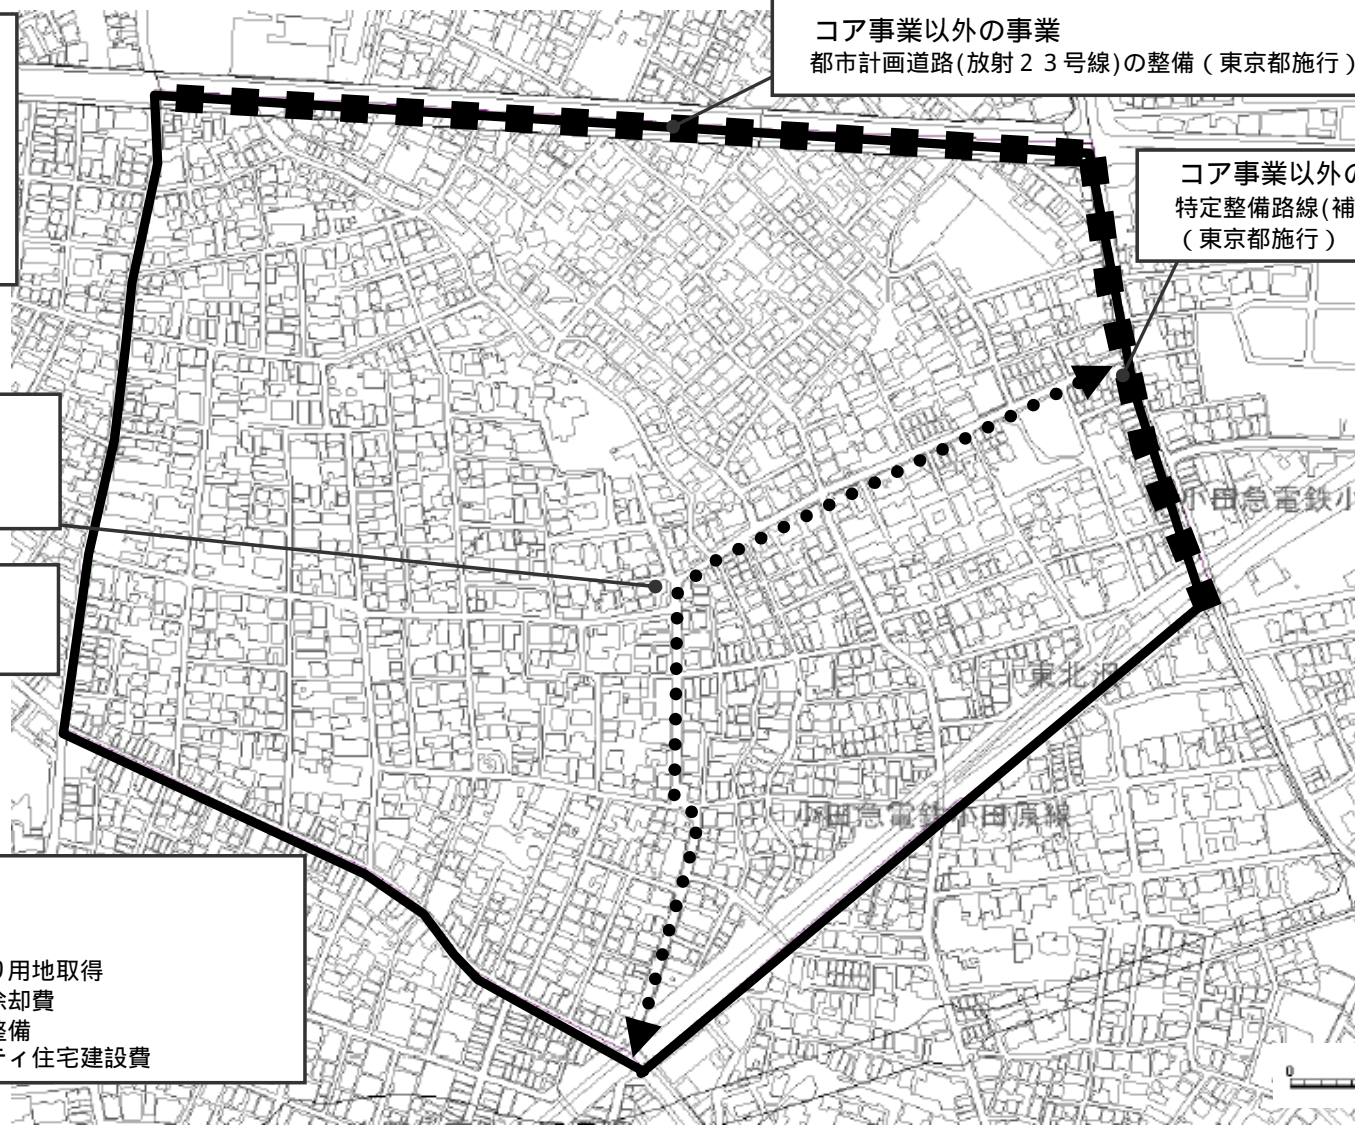 コア事業以外の事業
都市計画道路(放射２３号線)の整備（東京都施行）
コア事業以外の
特定整備路線(補
（東京都施行）
小田急電鉄小
東北沢
小田急電鉄小田原線
用地取得
除却費
整備
ティ住宅建設費
0